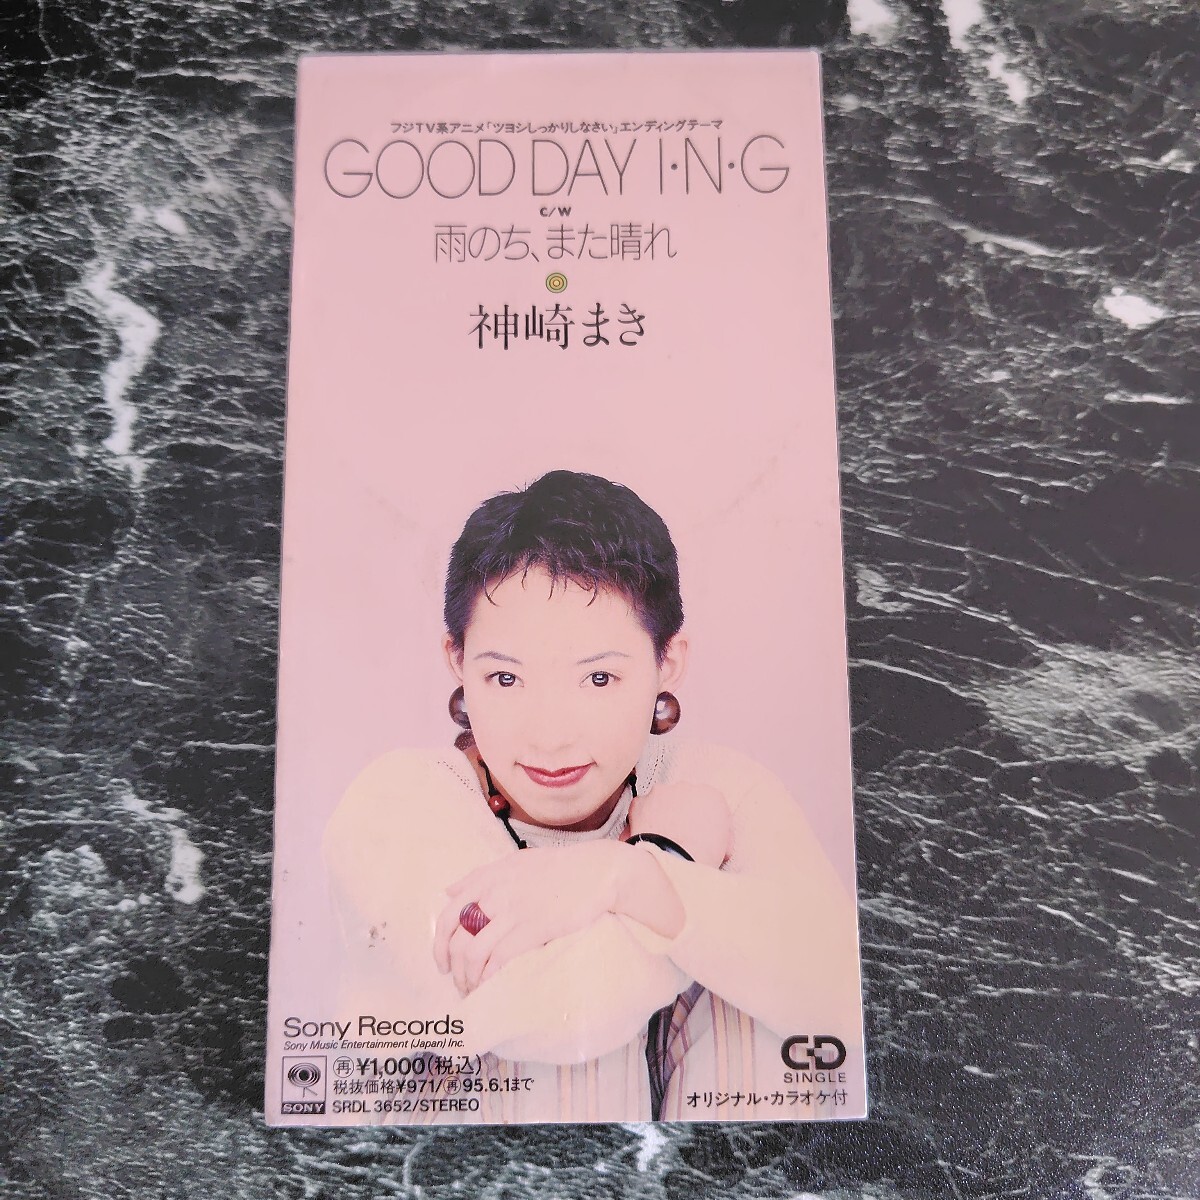 フジTV系アニメ「ツヨシしっかりしなさい」エンディングテーマ
GOOD DAY I・N・G
C/W
雨のち、また晴れ
神崎まき
Sony Records
Sony Music Entertainment (Japan) Inc.
SONY
再¥1,000(税込)
税抜価格¥971/再95.6.1まで
SRDL 3652/STEREO
CD
SINGLE
オリジナル・カラオケ付